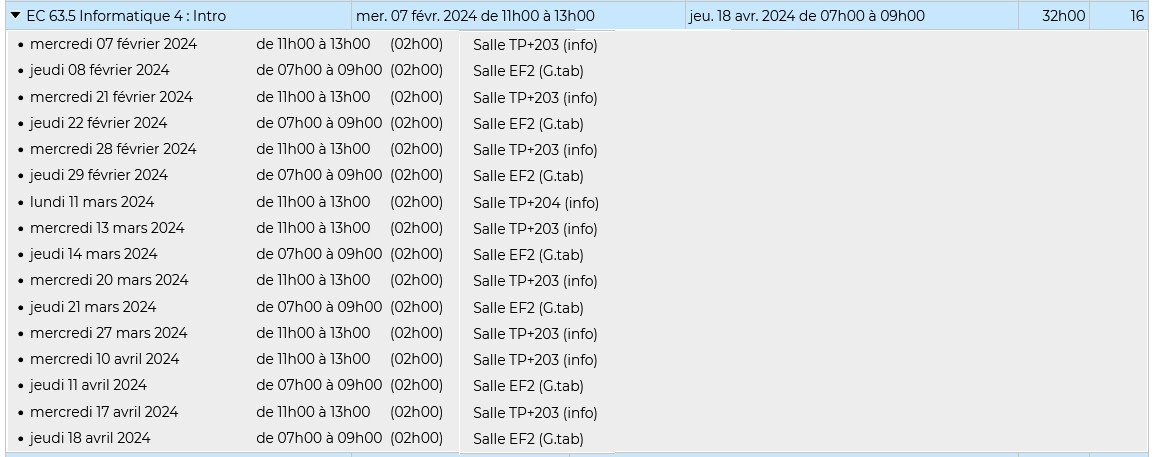 ▼ EC 63.5 Informatique 4 : Intro mer. 07 févr. 2024 de 11h00 à 13h00 jeu. 18 avr. 2024 de 07h00 à 09h00 32h00 16
• mercredi 07 février 2024 de 11h00 à 13h00 (02h00) Salle TP+203 (info)
• jeudi 08 février 2024 de 07h00 à 09h00 (02h00) Salle EF2 (G.tab)
• mercredi 21 février 2024 de 11h00 à 13h00 (02h00) Salle TP+203 (info)
• jeudi 22 février 2024 de 07h00 à 09h00 (02h00) Salle EF2 (G.tab)
• mercredi 28 février 2024 de 11h00 à 13h00 (02h00) Salle TP+203 (info)
• jeudi 29 février 2024 de 07h00 à 09h00 (02h00) Salle EF2 (G.tab)
• lundi 11 mars 2024 de 11h00 à 13h00 (02h00) Salle TP+204 (info)
• mercredi 13 mars 2024 de 11h00 à 13h00 (02h00) Salle TP+203 (info)
• jeudi 14 mars 2024 de 07h00 à 09h00 (02h00) Salle EF2 (G.tab)
• mercredi 20 mars 2024 de 11h00 à 13h00 (02h00) Salle TP+203 (info)
• jeudi 21 mars 2024 de 07h00 à 09h00 (02h00) Salle EF2 (G.tab)
• mercredi 27 mars 2024 de 11h00 à 13h00 (02h00) Salle TP+203 (info)
• mercredi 10 avril 2024 de 11h00 à 13h00 (02h00) Salle TP+203 (info)
• jeudi 11 avril 2024 de 07h00 à 09h00 (02h00) Salle EF2 (G.tab)
• mercredi 17 avril 2024 de 11h00 à 13h00 (02h00) Salle TP+203 (info)
• jeudi 18 avril 2024 de 07h00 à 09h00 (02h00) Salle EF2 (G.tab)